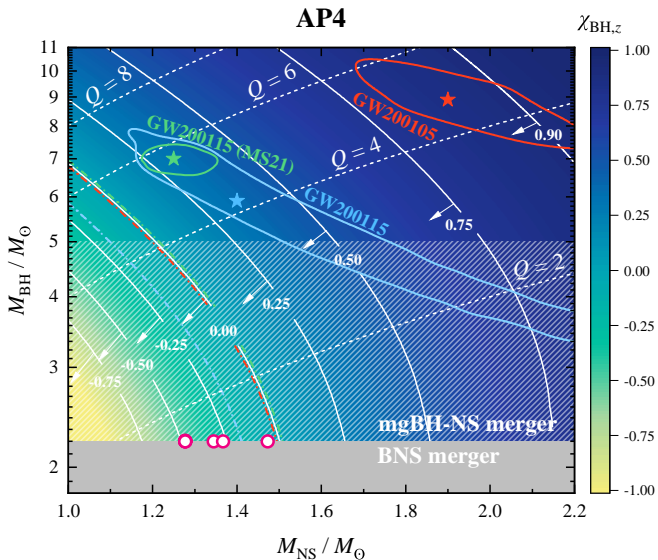 AP4
χBH,z
11
10
9
8
7
6
5
4
3
2
Q = 8
Q = 6
Q = 4
Q = 2
GW200105
GW200115 (MS21)
GW200115
0.90
0.75
0.50
0.25
0.00
-0.25
-0.50
-0.75
mgBH-NS merger
BNS merger
1.0
1.2
1.4
1.6
1.8
2.0
2.2
MBH / M⊙
MNS / M⊙
1.00
0.75
0.50
0.25
0.00
-0.25
-0.50
-0.75
-1.00